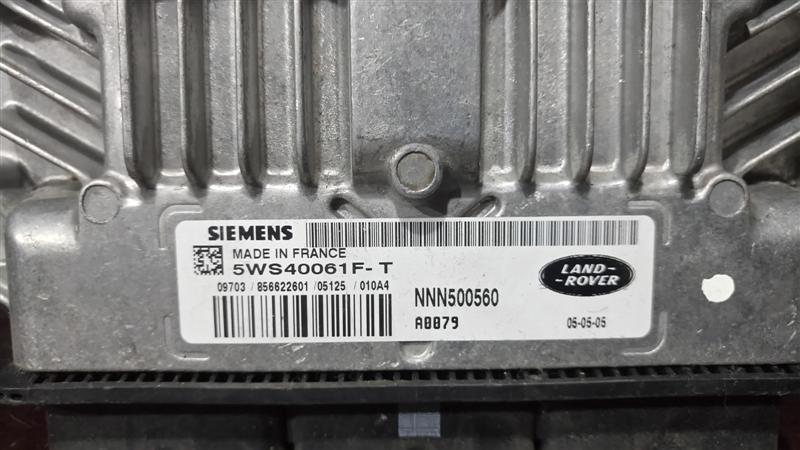 SIEMENS
MADE IN FRANCE
5WS40061F-T
09703 / 856622601 / 05125 / 010A4
NNN500560
A0079
LAND-
-ROVER
05-05-05